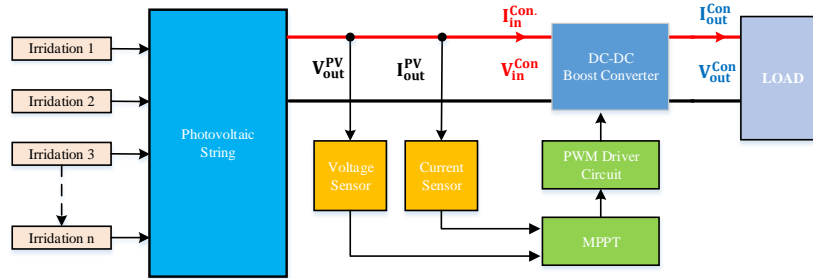 Irridation 1
Irridation 2
Irridation 3
Irridation n
Photovoltaic
String
V_out^PV
I_out^PV
Voltage
Sensor
Current
Sensor
I_in^Con.
V_in^Con
DC-DC
Boost Converter
PWM Driver
Circuit
MPPT
I_out^Con
V_out^Con
LOAD